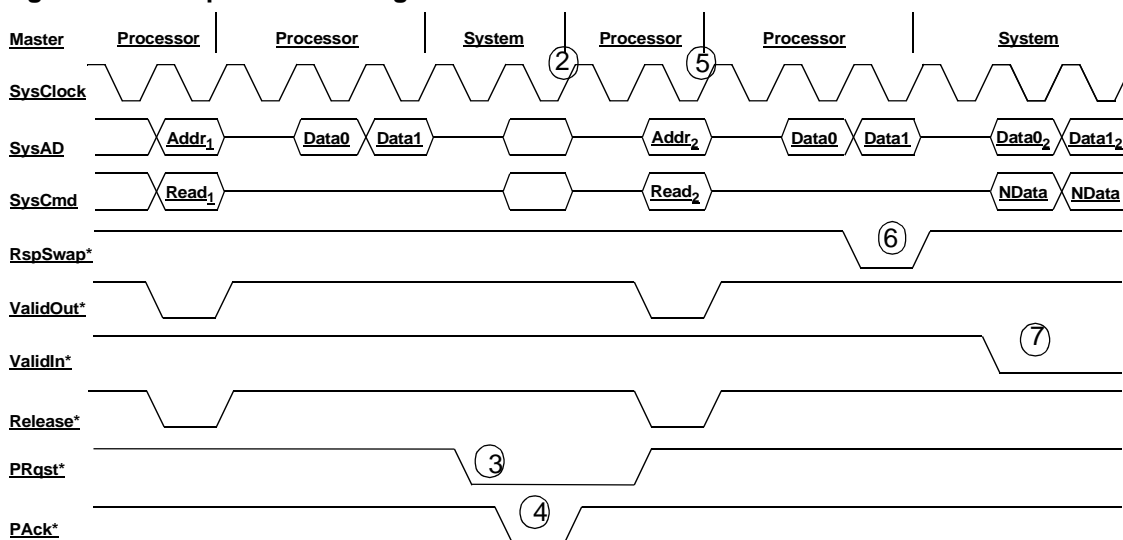 Master Processor Processor System Processor Processor System
2 5
SysClock
SysAD Addr1 Data0 Data1 Addr2 Data0 Data1 Data02 Data12
SysCmd Read1 Read2 NData NData
RspSwap* 6
ValidOut*
ValidIn* 7
Release*
PRqst* 3
PAck* 4